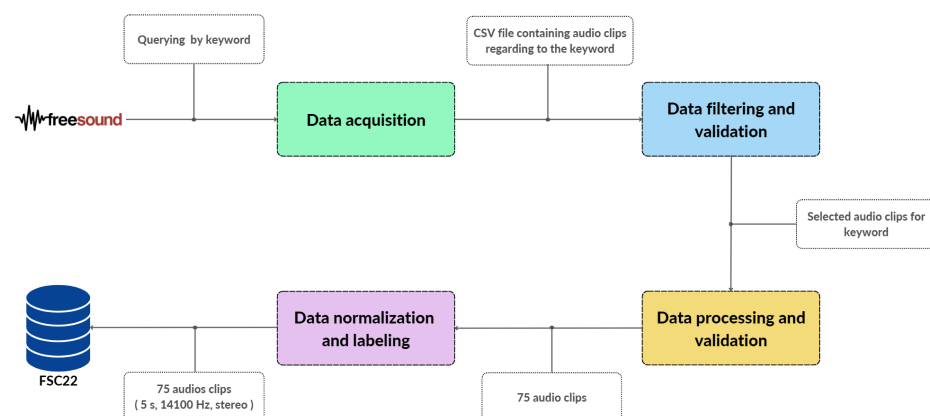 Querying by keyword
CSV file containing audio clips
regarding to the keyword
freesound
Data acquisition
Data filtering and
validation
Selected audio clips for
keyword
Data processing and
validation
Data normalization
and labeling
FSC22
75 audios clips
( 5 s, 14100 Hz, stereo )
75 audio clips